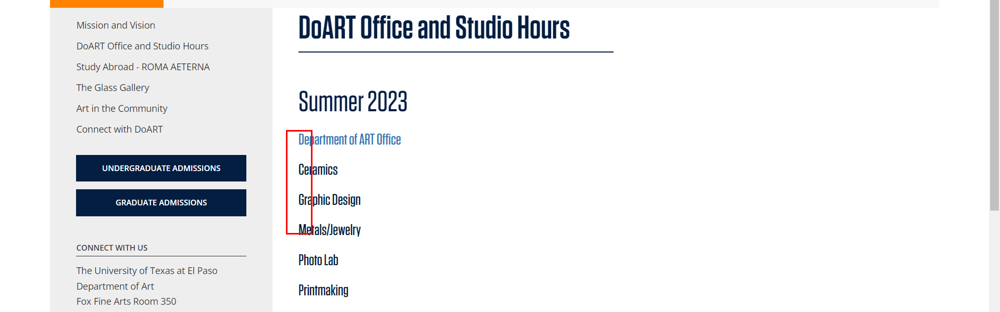 Mission and Vision
DoART Office and Studio Hours
Study Abroad - ROMA AETERNA
The Glass Gallery
Art in the Community
Connect with DoART
UNDERGRADUATE ADMISSIONS
GRADUATE ADMISSIONS
CONNECT WITH US
The University of Texas at El Paso
Department of Art
Fox Fine Arts Room 350
DoART Office and Studio Hours
Summer 2023
Department of ART Office
Ceramics
Graphic Design
Metals/Jewelry
Photo Lab
Printmaking